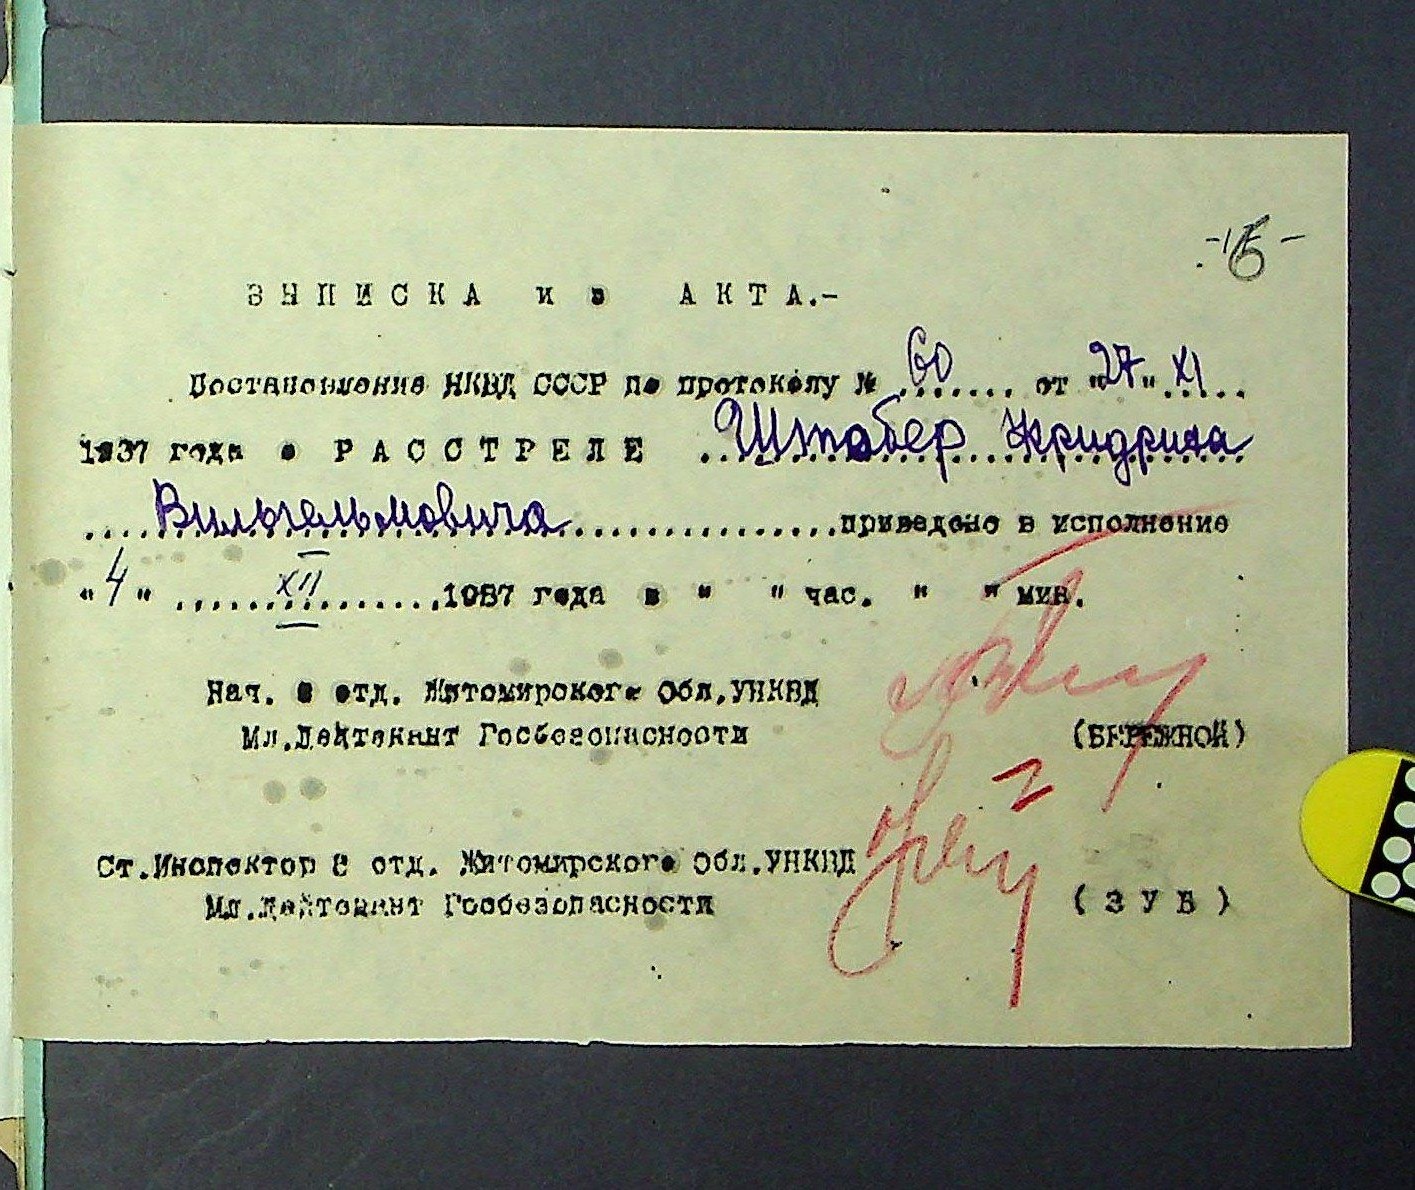 -16-
ВЫПИСКА из АКТА.-
Постановление НКВД СССР по протоколу № 60 от "27" XI
1937 года о РАССТРЕЛЕ Штабер Фридриха
Вильгельмовича приведено в исполнение
"4" XII 1937 года в " " час. " " мин.
Нач. 8 отд. Житомирского Обл.УНКВД
Мл.Лейтенант Госбезопасности (БЕРЕЖНОЙ)
Ст.Инспектор 8 отд. Житомирского Обл.УНКВД
Мл.Лейтенант Госбезопасности (ЗУБ)